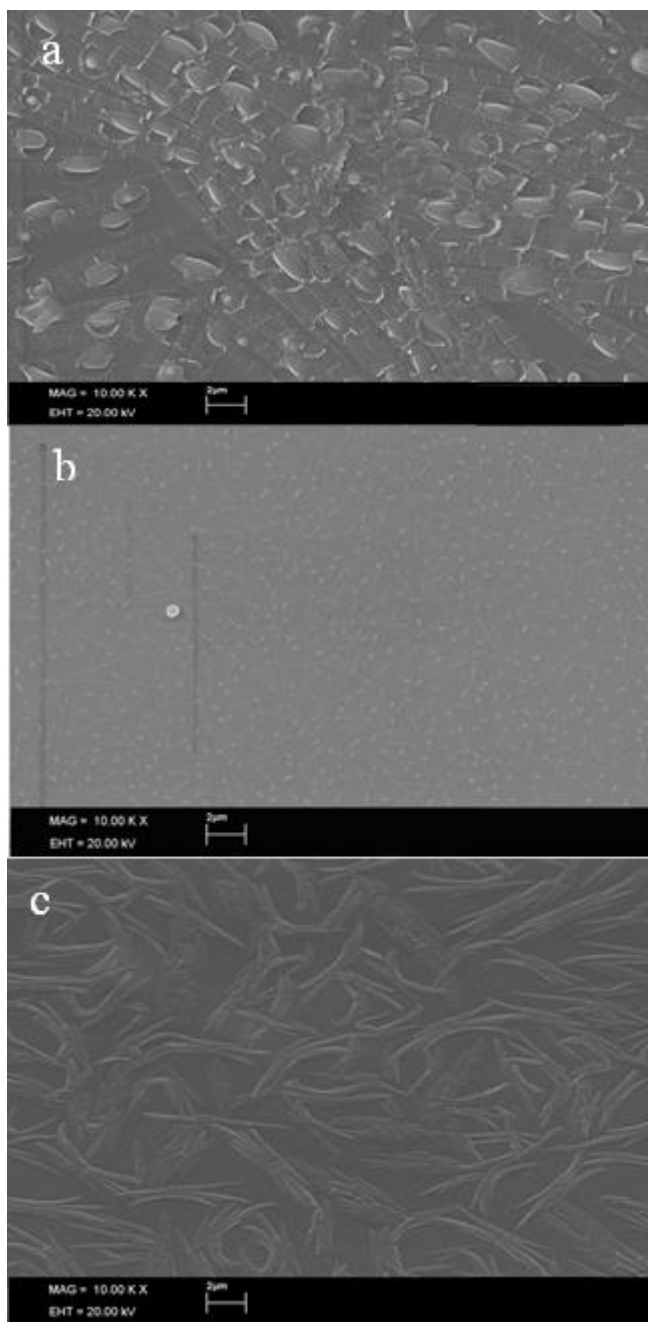 a
MAG = 10.00 K X
2µm
EHT = 20.00 kV
b
MAG = 10.00 K X
2µm
EHT = 20.00 kV
c
MAG = 10.00 K X
2µm
EHT = 20.00 kV